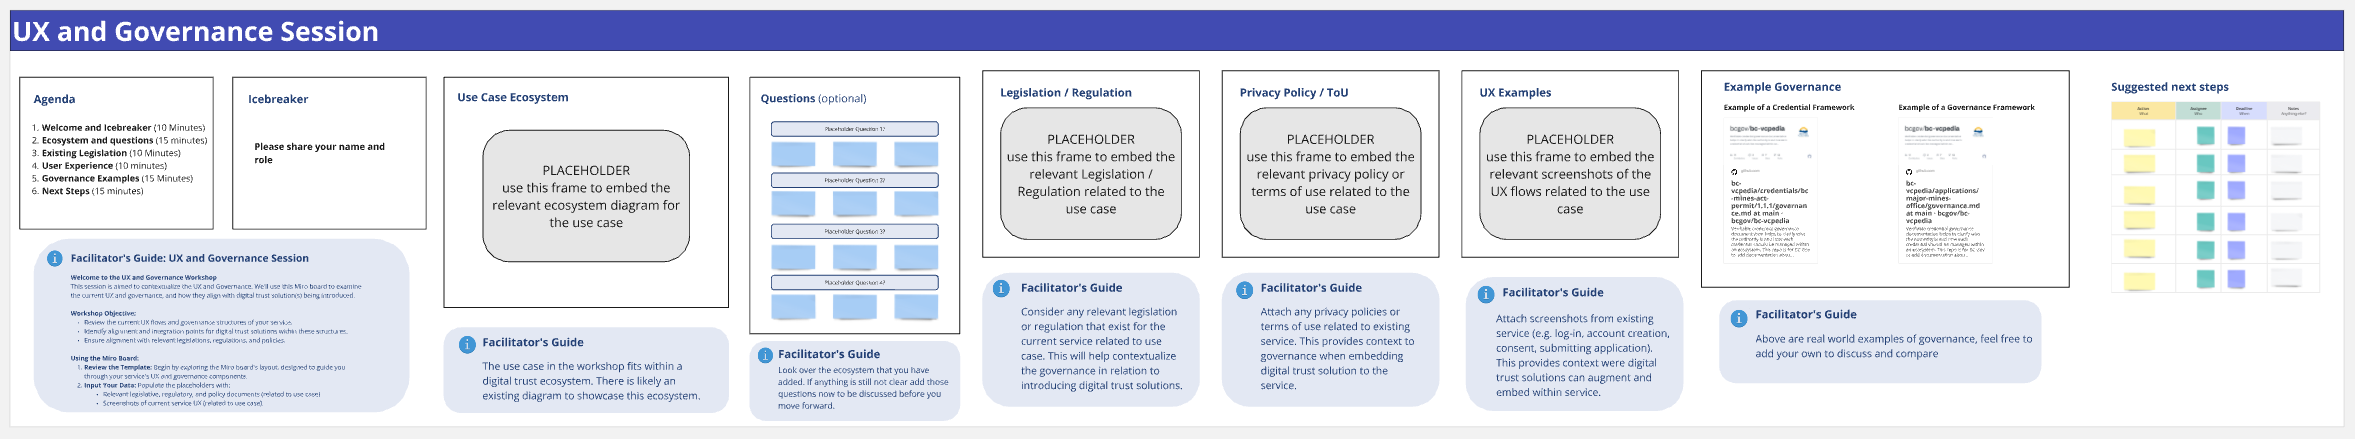 UX and Governance Session
Agenda
1. Welcome and Icebreaker (10 Minutes)
2. Ecosystem and questions (15 minutes)
3. Existing Legislation (10 Minutes)
4. User Experience (10 minutes)
5. Governance Examples (15 Minutes)
6. Next Steps (15 minutes)
Icebreaker
Please share your name and
role
Facilitator's Guide: UX and Governance Session
Welcome to the UX and Governance Workshop
This session is aimed to contextualize the UX and Governance. We'll use this Miro board to examine
the current UX and governance, and how they align with digital trust solution(s) being introduced.
Workshop Objective:
• Review the current UX flows and governance structures of your service.
• Identify alignment and integration points for digital trust solutions within these structures.
• Ensure alignment with relevant legislations, regulations, and policies.
Using the Miro Board:
1. Review the Template: Begin by exploring the Miro board's layout, designed to guide you
through your service's UX and governance components.
2. Input Your Data: Populate the placeholders with:
• Relevant legislative, regulatory, and policy documents (related to use case)
• Screenshots of current service UX (related to use case)
Use Case Ecosystem
PLACEHOLDER
use this frame to embed the
relevant ecosystem diagram for
the use case
Facilitator's Guide
The use case in the workshop fits within a
digital trust ecosystem. There is likely an
existing diagram to showcase this ecosystem.
Questions (optional)
Placeholder Question 1?
Placeholder Question 2?
Placeholder Question 3?
Placeholder Question 4?
Facilitator's Guide
Look over the ecosystem that you have
added. If anything is still not clear add those
questions now to be discussed before you
move forward.
Legislation / Regulation
PLACEHOLDER
use this frame to embed the
relevant Legislation /
Regulation related to the
use case
Facilitator's Guide
Consider any relevant legislation
or regulation that exist for the
current service related to use
case. This will help contextualize
the governance in relation to
introducing digital trust solutions.
Privacy Policy / ToU
PLACEHOLDER
use this frame to embed the
relevant privacy policy or
terms of use related to the
use case
Facilitator's Guide
Attach any privacy policies or
terms of use related to existing
service. This provides context to
governance when embedding
digital trust solution to the
service.
UX Examples
PLACEHOLDER
use this frame to embed the
relevant screenshots of the
UX flows related to the use
case
Facilitator's Guide
Attach screenshots from existing
service (e.g. log-in, account creation,
consent, submitting application).
This provides context were digital
trust solutions can augment and
embed within service.
Example Governance
Example of a Credential Framework
bcgov/bc-vcpedia
github.com
bc-
vcpedia/credentials/bc
-mines-act-
permit/1.1.1/governan
ce.md at main ·
bcgov/bc-vcpedia
Example of a Governance Framework
bcgov/bc-vcpedia
github.com
bc-
vcpedia/applications/
major-mines-
office/governance.md
at main · bcgov/bc-
vcpedia
Facilitator's Guide
Above are real world examples of governance, feel free to
add your own to discuss and compare
Suggested next steps
Action
What
Assignee
Who
Deadline
When
Notes
Anything else?